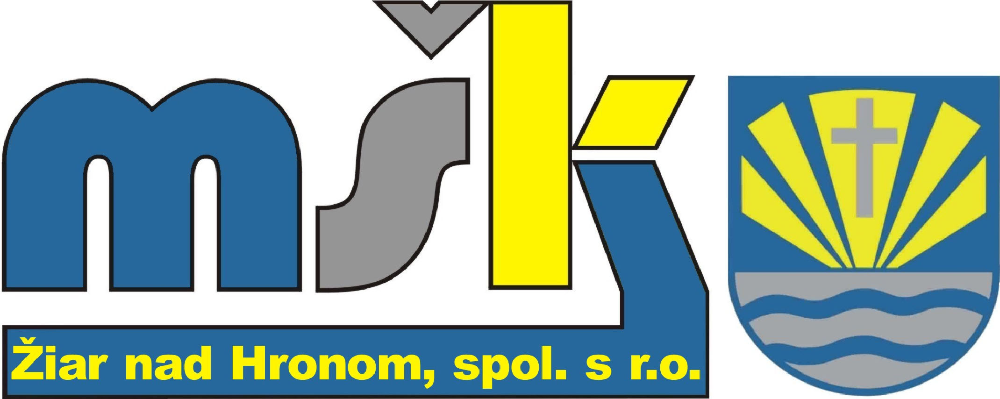 mšk
Žiar nad Hronom, spol. s r.o.